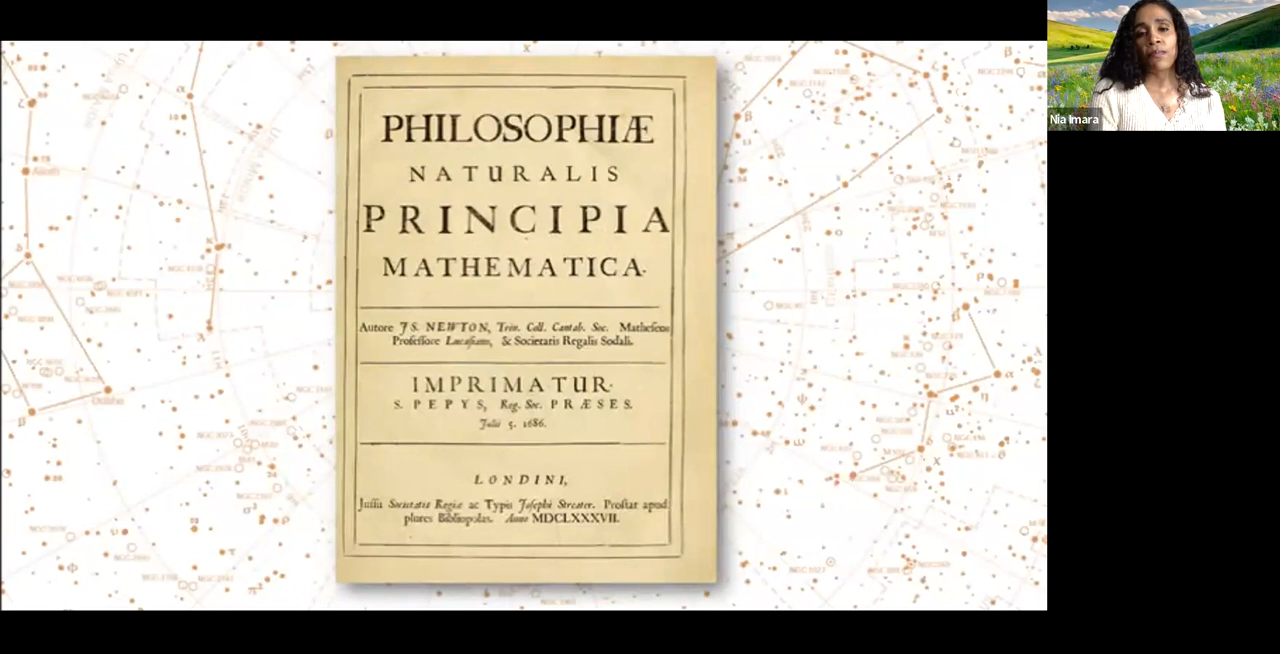 PHILOSOPHIÆ
NATURALIS
PRINCIPIA
MATHEMATICA.
Autore JS. NEWTON, Trin. Coll. Cantab. Soc. Matheseos
Professore Lucasiano, & Societatis Regalis Sodali.
IMPRIMATUR.
S. PEPYS, Reg. Soc. PRÆSES.
Julii 5. 1686.
LONDINI,
Jussu Societatis Regiæ ac Typis Josephi Streater. Prostat apud
plures Bibliopolas. Anno MDCLXXXVII.
Nia Imara